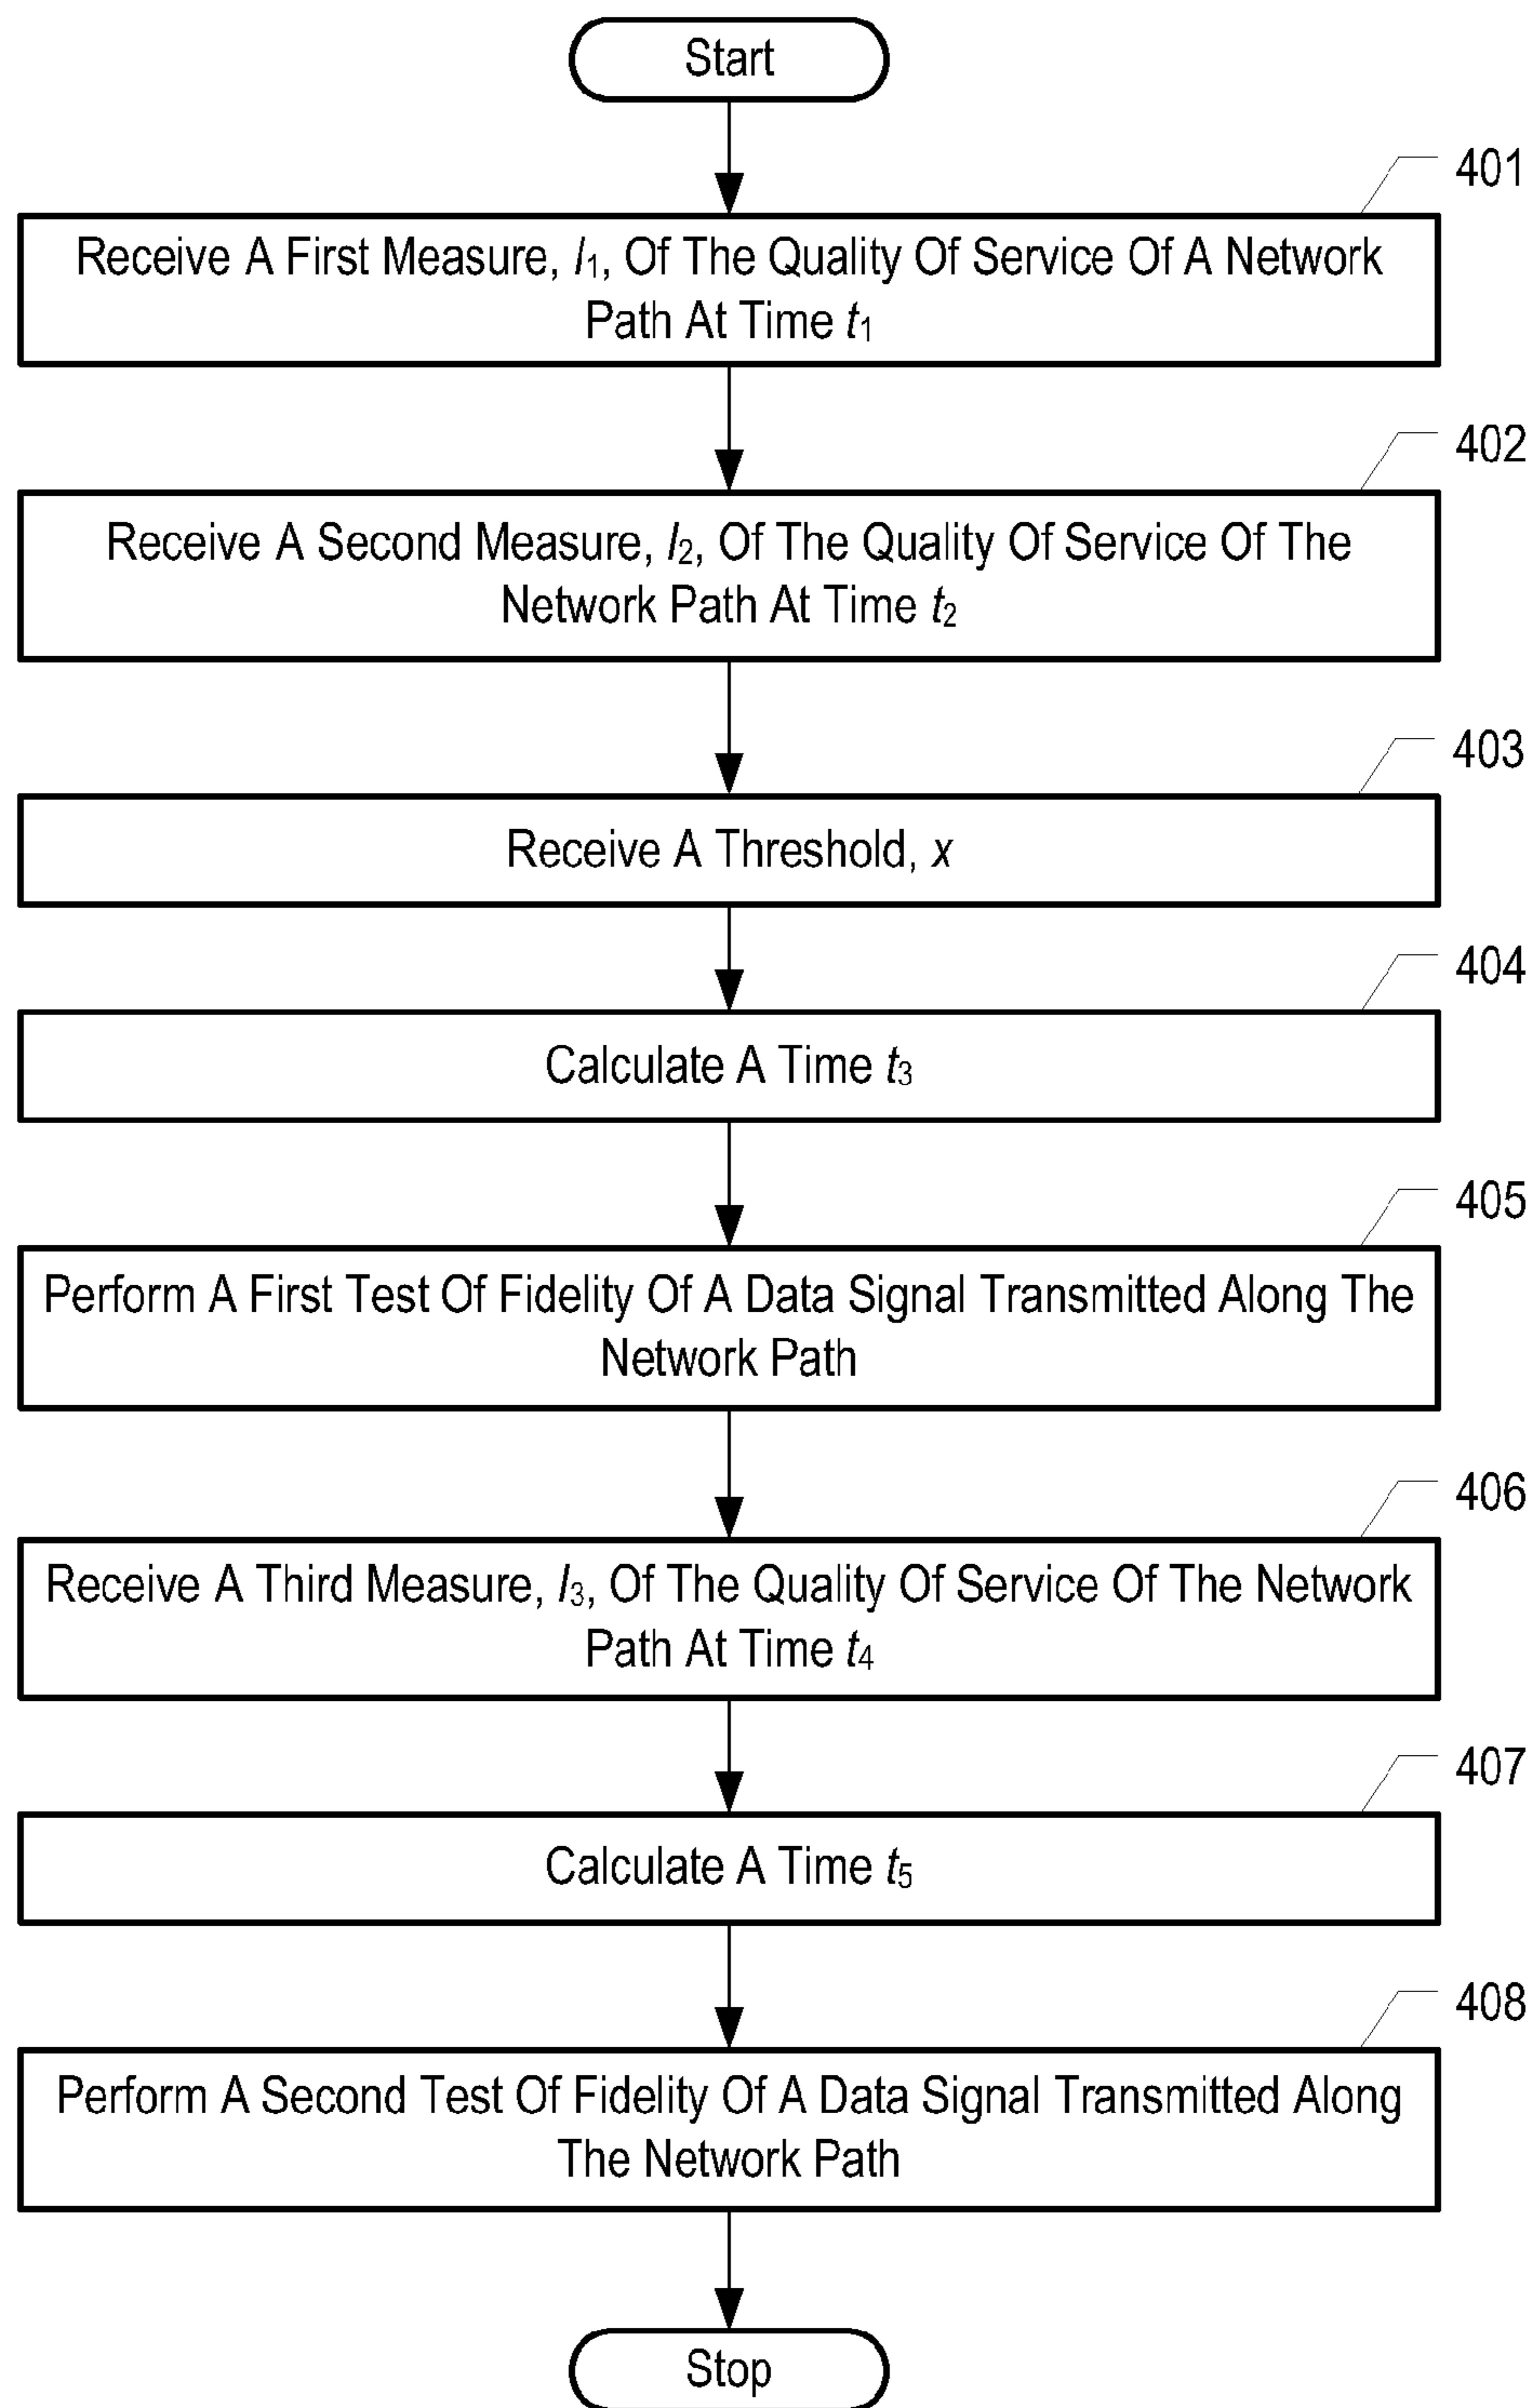 Start
401
Receive A First Measure, l₁, Of The Quality Of Service Of A Network
Path At Time t₁
402
Receive A Second Measure, l₂, Of The Quality Of Service Of The
Network Path At Time t₂
403
Receive A Threshold, x
404
Calculate A Time t₃
405
Perform A First Test Of Fidelity Of A Data Signal Transmitted Along The
Network Path
406
Receive A Third Measure, l₃, Of The Quality Of Service Of The Network
Path At Time t₄
407
Calculate A Time t₅
408
Perform A Second Test Of Fidelity Of A Data Signal Transmitted Along
The Network Path
Stop